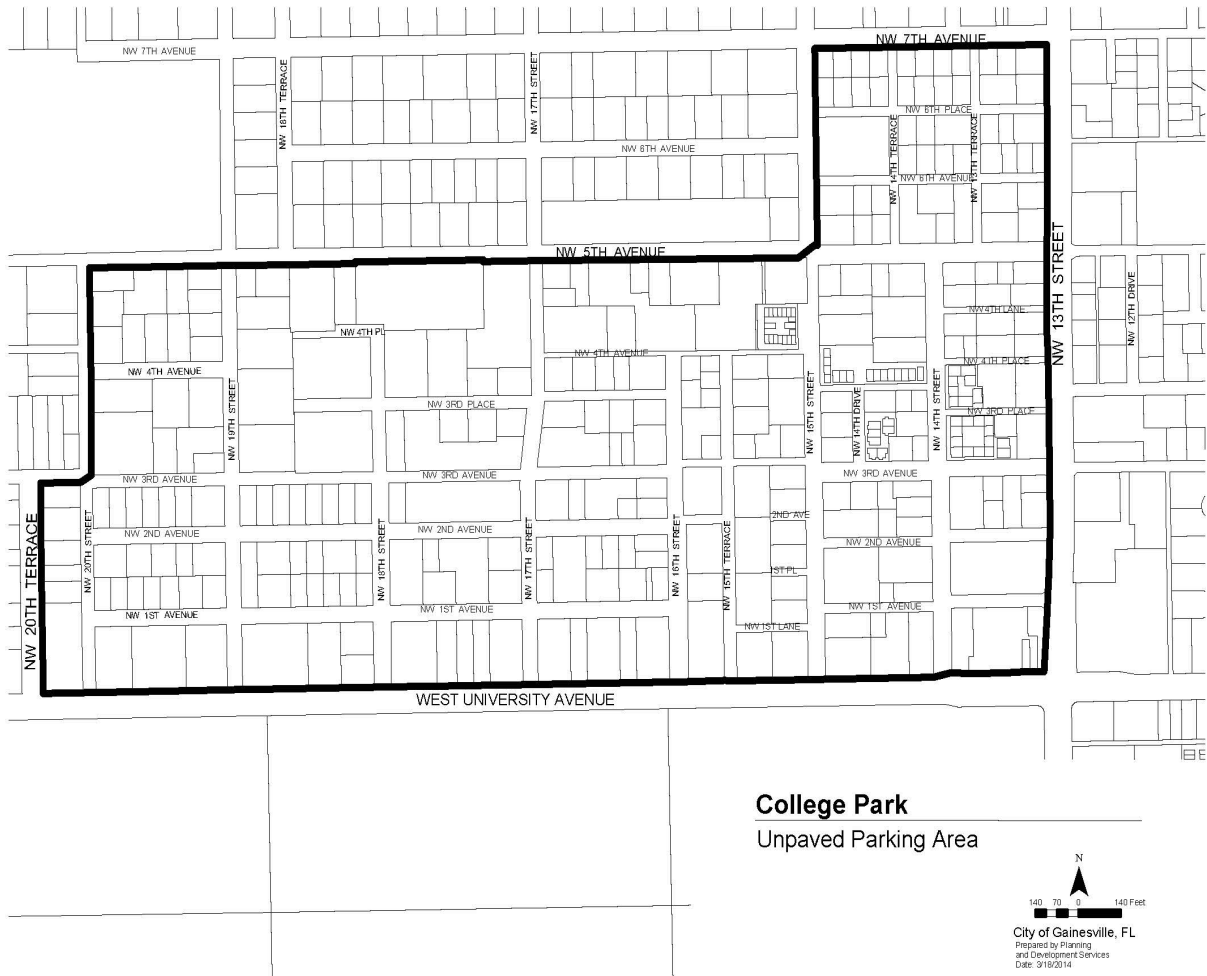 NW 7TH AVENUE
NW 7TH AVENUE
NW 18TH TERRACE
NW 17TH STREET
NW 6TH PLACE
NW 14TH TERRACE
NW 13TH TERRACE
NW 6TH AVENUE
NW 6TH AVENUE
NW 5TH AVENUE
NW 13TH STREET
NW 12TH DRIVE
NW 4TH LANE
NW 4TH PL
NW 4TH AVENUE
NW 4TH PLACE
NW 4TH AVENUE
NW 19TH STREET
NW 3RD PLACE
NW 15TH STREET
NW 14TH DRIVE
NW 14TH STREET
NW 3RD PLACE
NW 3RD AVENUE
NW 3RD AVENUE
NW 3RD AVENUE
NW 20TH TERRACE
NW 20TH STREET
NW 2ND AVENUE
NW 18TH STREET
NW 2ND AVENUE
NW 17TH STREET
NW 16TH STREET
NW 15TH TERRACE
2ND AVE
NW 2ND AVENUE
1ST PL
NW 1ST AVENUE
NW 1ST AVENUE
NW 1ST AVENUE
NW 1ST LANE
WEST UNIVERSITY AVENUE
College Park
Unpaved Parking Area
N
140 70 0 140 Feet
City of Gainesville, FL
Prepared by Planning
and Development Services
Date: 3/18/2014